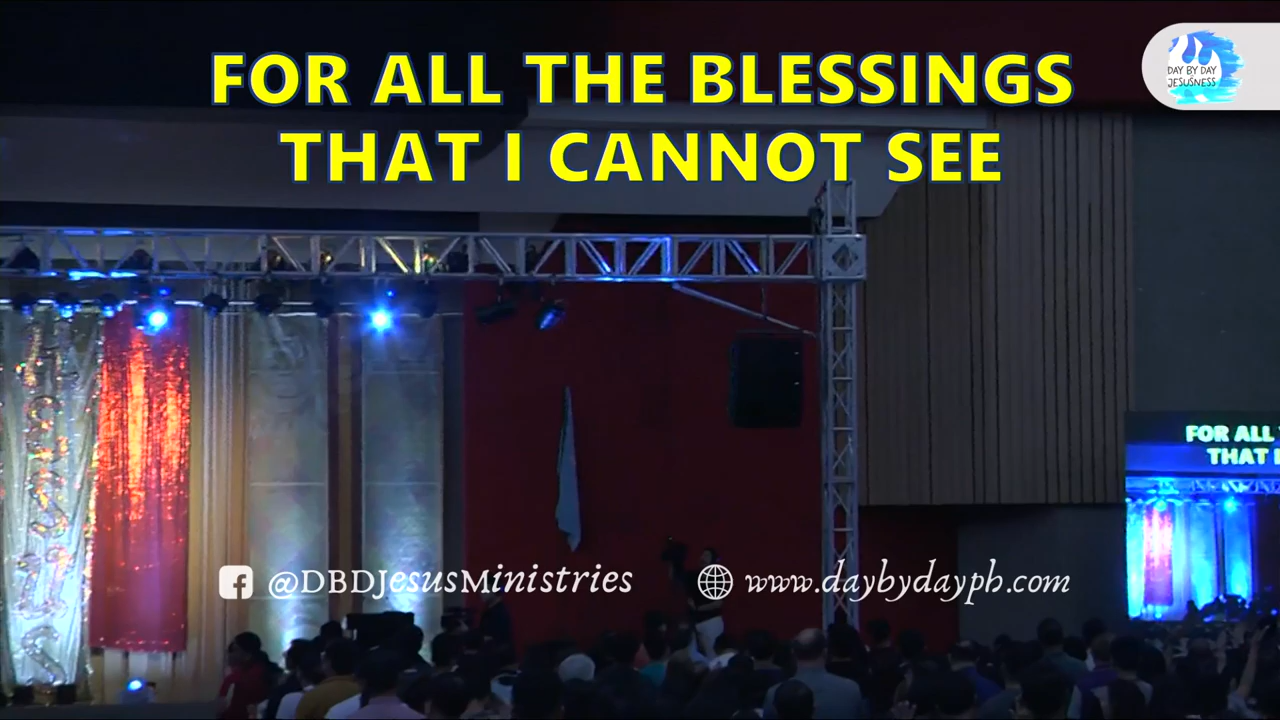 FOR ALL THE BLESSINGS
THAT I CANNOT SEE
DAY BY DAY
JESUSNESS
FOR ALL
THAT I
@DBDJesusMinistries
www.daybydayph.com